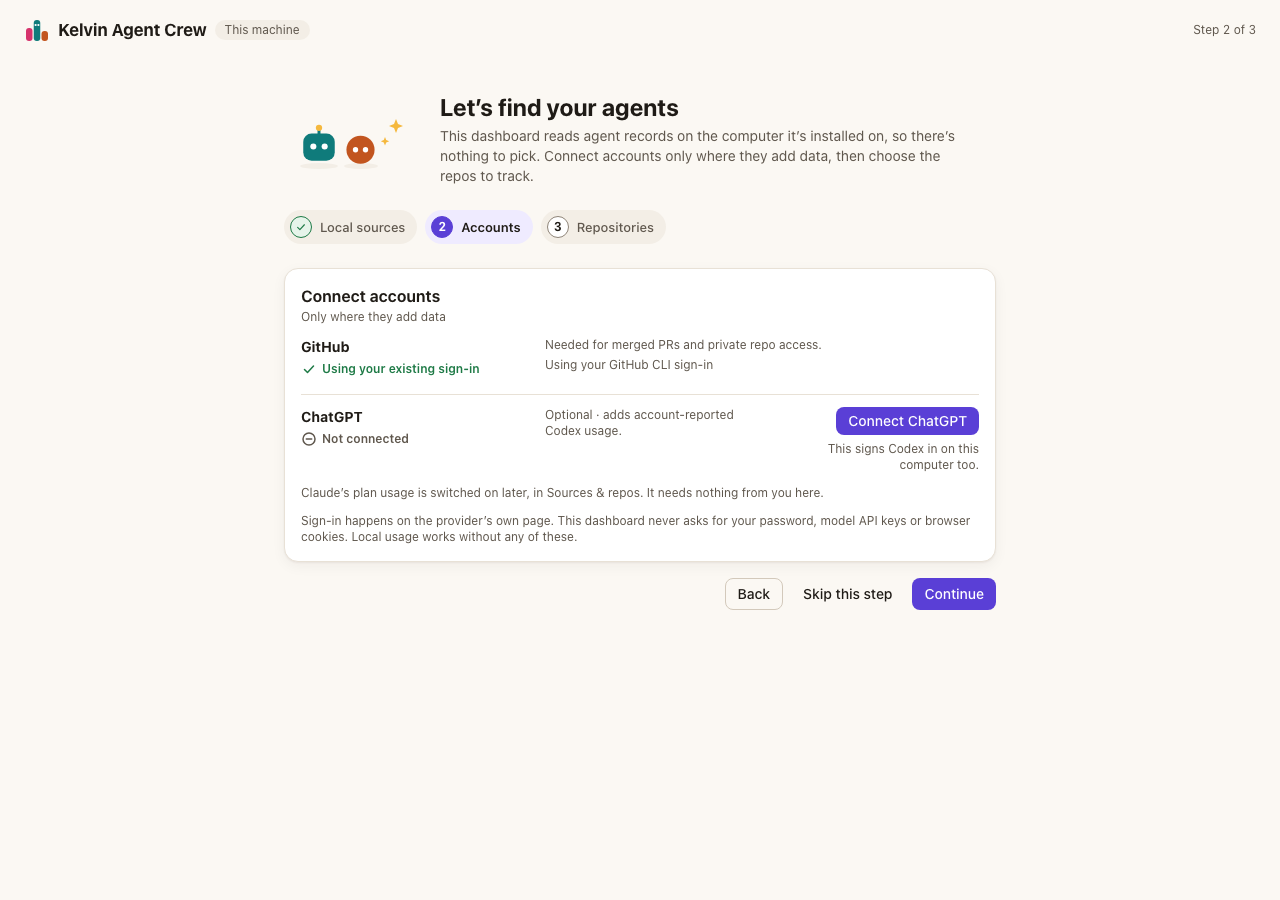 Kelvin Agent Crew
This machine
Step 2 of 3
Let’s find your agents
This dashboard reads agent records on the computer it’s installed on, so there’s
nothing to pick. Connect accounts only where they add data, then choose the
repos to track.
Local sources
2 Accounts
3 Repositories
Connect accounts
Only where they add data
GitHub
Using your existing sign-in
Needed for merged PRs and private repo access.
Using your GitHub CLI sign-in
ChatGPT
Not connected
Optional · adds account-reported
Codex usage.
Connect ChatGPT
This signs Codex in on this
computer too.
Claude’s plan usage is switched on later, in Sources & repos. It needs nothing from you here.
Sign-in happens on the provider’s own page. This dashboard never asks for your password, model API keys or browser
cookies. Local usage works without any of these.
Back
Skip this step
Continue